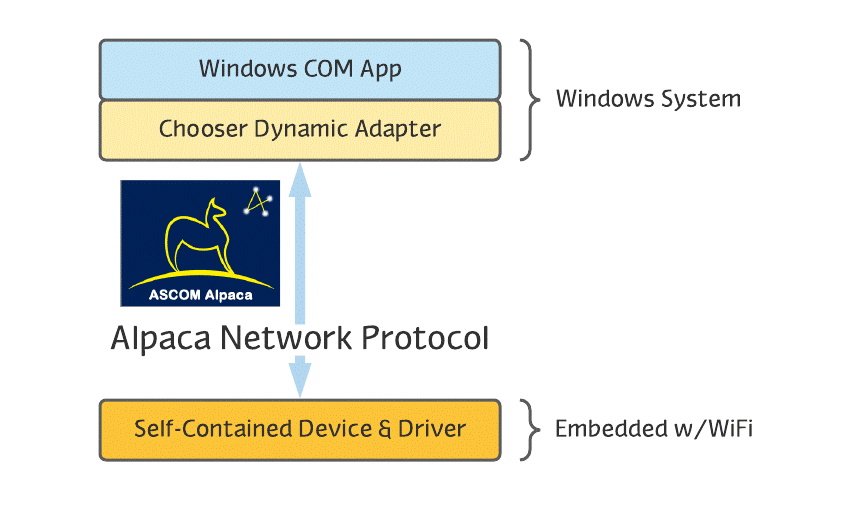 Windows COM App
Chooser Dynamic Adapter
Windows System
ASCOM Alpaca
Alpaca Network Protocol
Self-Contained Device & Driver
Embedded w/WiFi